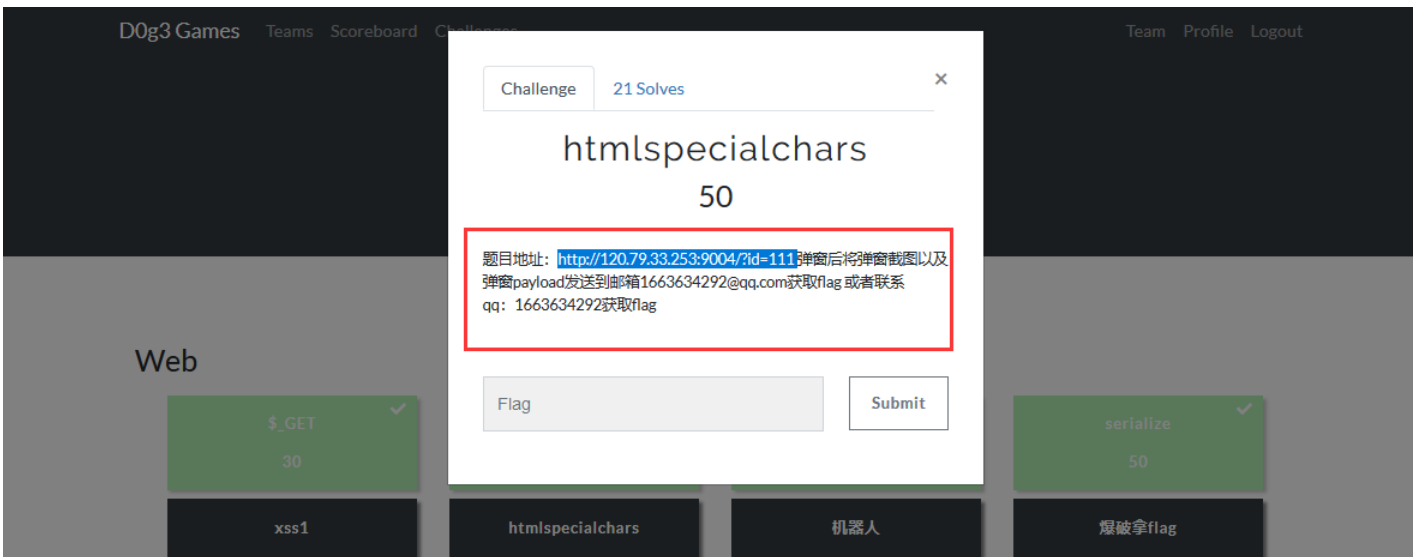 D0g3 Games Teams Scoreboard Challenges Team Profile Logout
Challenge 21 Solves ×
htmlspecialchars
50
题目地址：http://120.79.33.253:9004/?id=111弹窗后将弹窗截图以及
弹窗payload发送到邮箱1663634292@qq.com获取flag 或者联系
qq：1663634292获取flag
Flag Submit
Web
$_GET
30
serialize
50
xss1 htmlspecialchars 机器人 爆破拿flag